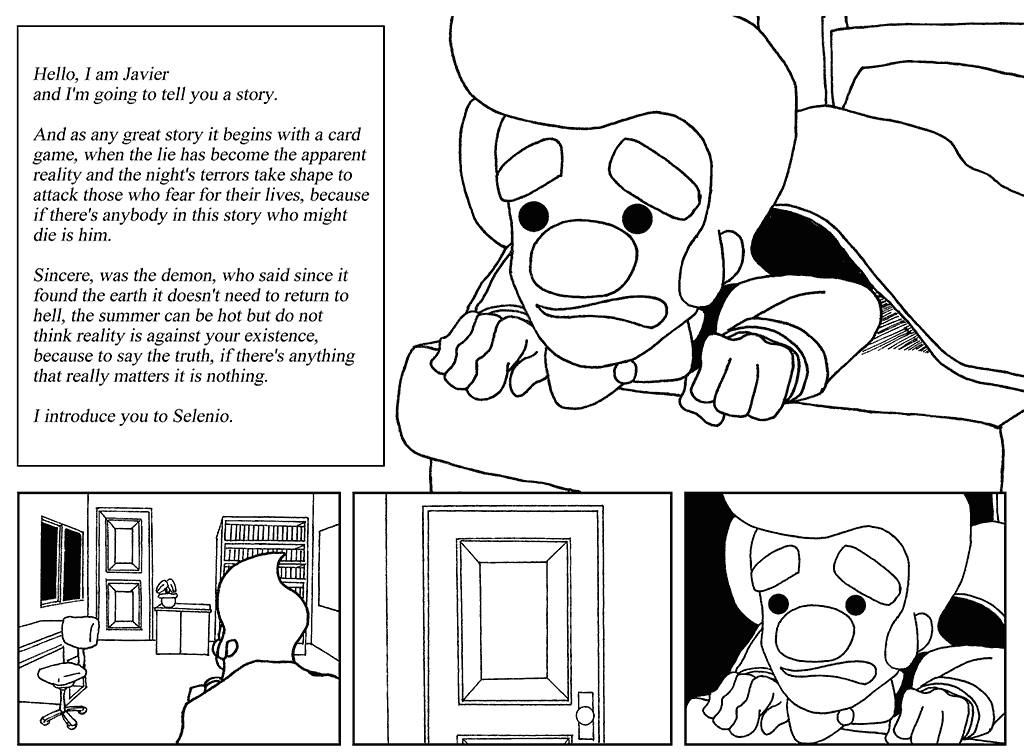 Hello, I am Javier
and I'm going to tell you a story.
And as any great story it begins with a card
game, when the lie has become the apparent
reality and the night's terrors take shape to
attack those who fear for their lives, because
if there's anybody in this story who might
die is him.
Sincere, was the demon, who said since it
found the earth it doesn't need to return to
hell, the summer can be hot but do not
think reality is against your existence,
because to say the truth, if there's anything
that really matters it is nothing.
I introduce you to Selenio.